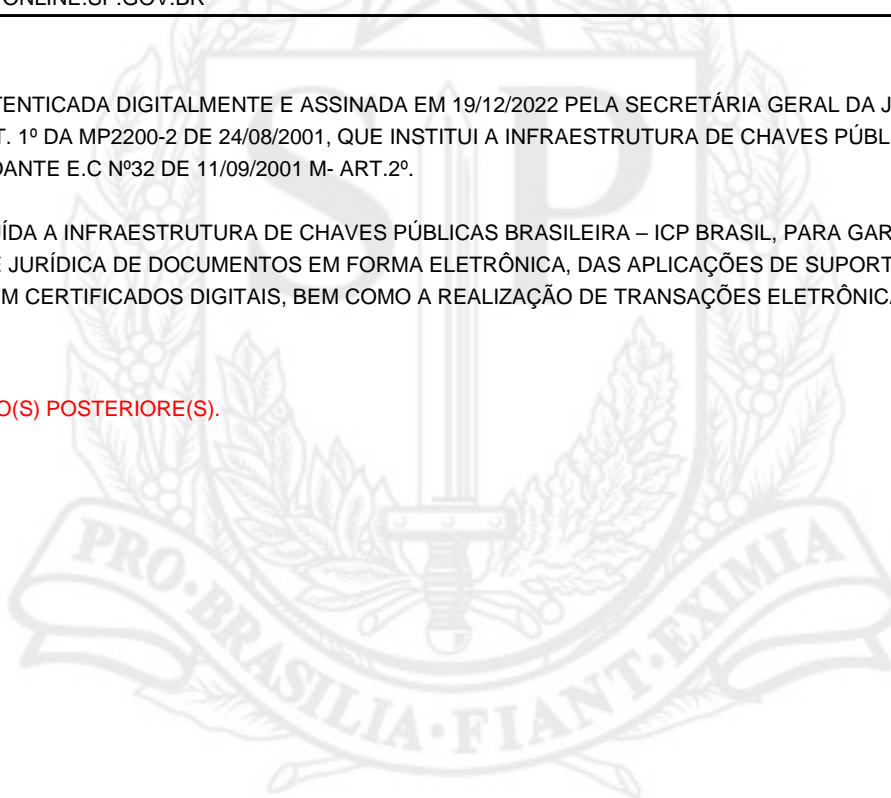 ONLINE.SP.GOV.BR
TENTICADA DIGITALMENTE E ASSINADA EM 19/12/2022 PELA SECRETÁRIA GERAL DA J
T. 1º DA MP2200-2 DE 24/08/2001, QUE INSTITUI A INFRAESTRUTURA DE CHAVES PÚBL
DANTE E.C Nº32 DE 11/09/2001 M- ART.2º.
ÍDA A INFRAESTRUTURA DE CHAVES PÚBLICAS BRASILEIRA – ICP BRASIL, PARA GAR
E JURÍDICA DE DOCUMENTOS EM FORMA ELETRÔNICA, DAS APLICAÇÕES DE SUPORT
M CERTIFICADOS DIGITAIS, BEM COMO A REALIZAÇÃO DE TRANSAÇÕES ELETRÔNICA
O(S) POSTERIORE(S).
SP
PRO·BRASILIA·FIANT·EXIMIA